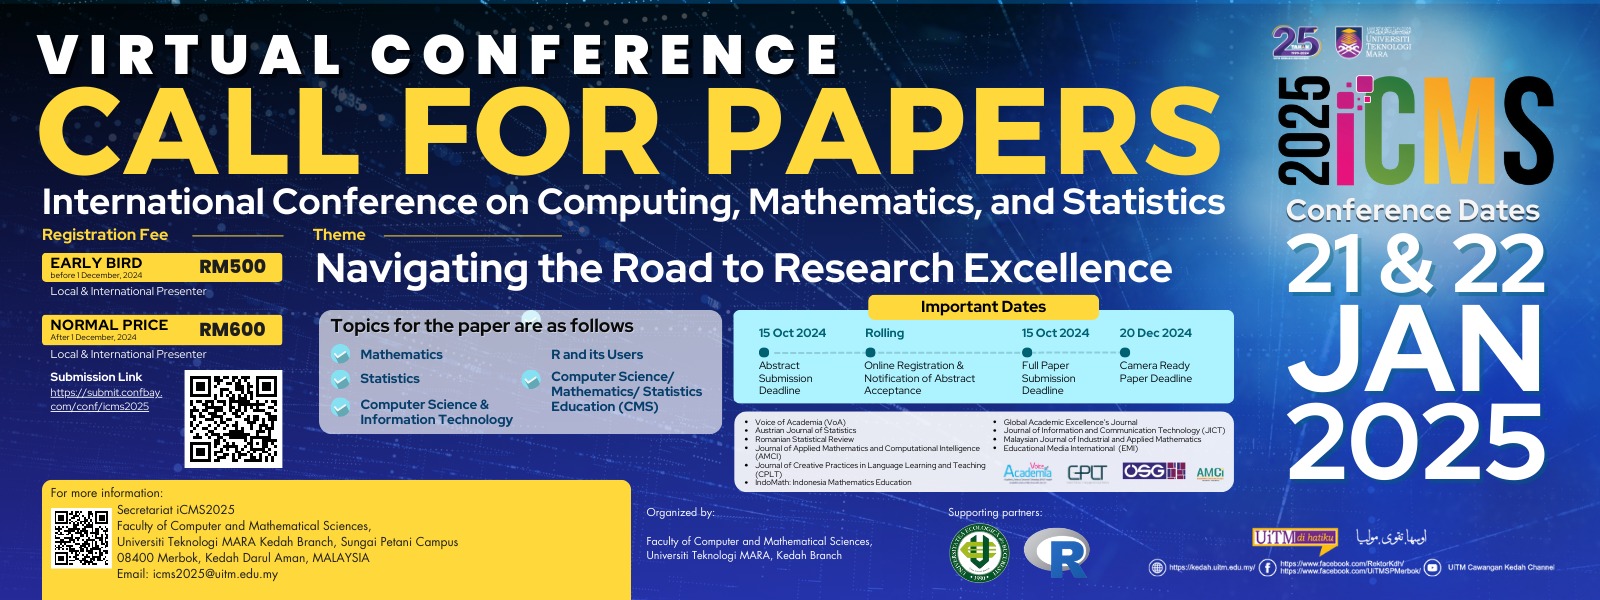 VIRTUAL CONFERENCE
CALL FOR PAPERS
International Conference on Computing, Mathematics, and Statistics
Registration Fee
EARLY BIRD
before 1 December, 2024
RM500
Local & International Presenter
NORMAL PRICE
After 1 December, 2024
RM600
Local & International Presenter
Submission Link
https://submit.confbay.
com/conf/icms2025
Theme
Navigating the Road to Research Excellence
Topics for the paper are as follows
Mathematics
Statistics
Computer Science &
Information Technology
R and its Users
Computer Science/
Mathematics/ Statistics
Education (CMS)
Important Dates
15 Oct 2024
Abstract
Submission
Deadline
Rolling
Online Registration &
Notification of Abstract
Acceptance
15 Oct 2024
Full Paper
Submission
Deadline
20 Dec 2024
Camera Ready
Paper Deadline
Voice of Academia (VoA)
Austrian Journal of Statistics
Romanian Statistical Review
Journal of Applied Mathematics and Computational Intelligence
(AMCI)
Journal of Creative Practices in Language Learning and Teaching
(CPLT)
IndoMath: Indonesia Mathematics Education
Global Academic Excellence's Journal
Journal of Information and Communication Technology (JICT)
Malaysian Journal of Industrial and Applied Mathematics
Educational Media International (EMI)
Voice of
Academia
CPLT
OSG
AMCI
25
UNIVERSITI
TEKNOLOGI
MARA
2025
iCMS
Conference Dates
21 & 22
JAN
2025
For more information:
Secretariat iCMS2025
Faculty of Computer and Mathematical Sciences,
Universiti Teknologi MARA Kedah Branch, Sungai Petani Campus
08400 Merbok, Kedah Darul Aman, MALAYSIA
Email: icms2025@uitm.edu.my
Organized by:
Faculty of Computer and Mathematical Sciences,
Universiti Teknologi MARA, Kedah Branch
Supporting partners:
R
UiTM di hatiku
https://kedah.uitm.edu.my/
https://www.facebook.com/RektorKdh/
https://www.facebook.com/UiTMSPMerbok/
UiTM Cawangan Kedah Channel